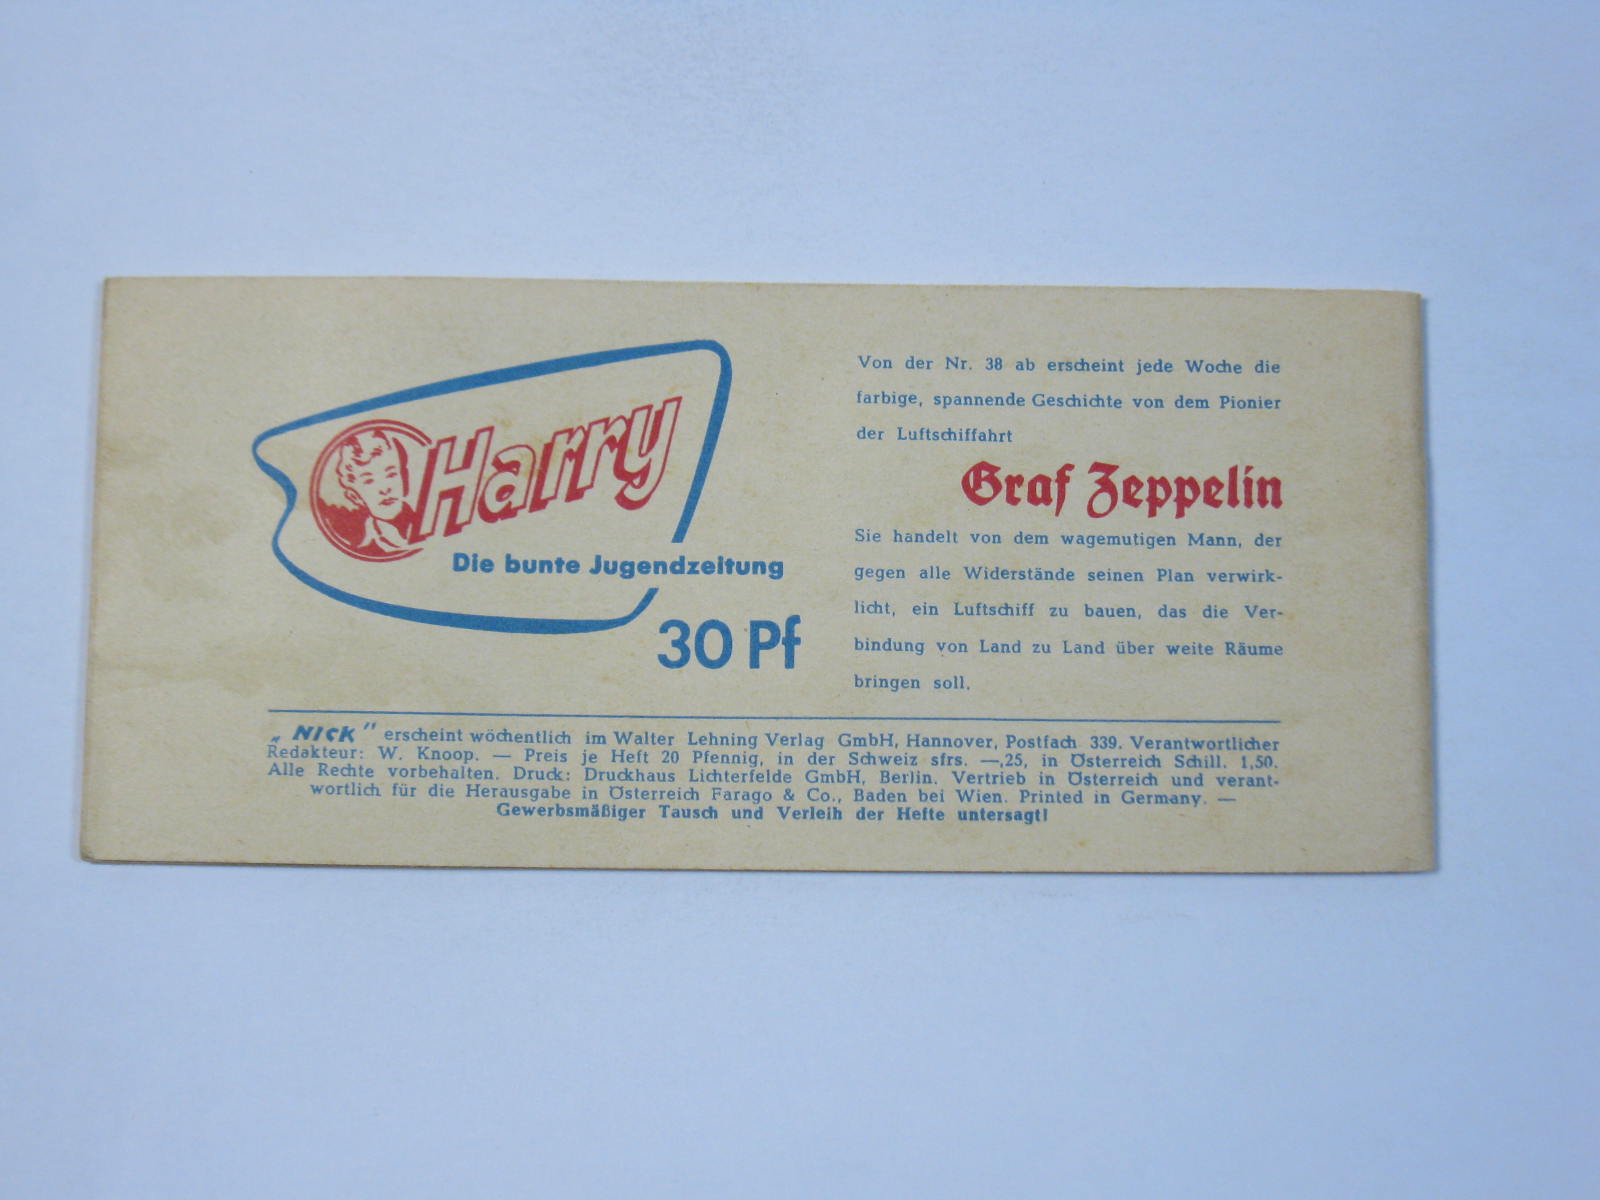 Harry
Die bunte Jugendzeitung
30 Pf
Von der Nr. 38 ab erscheint jede Woche die
farbige, spannende Geschichte von dem Pionier
der Luftschiffahrt
Graf Zeppelin
Sie handelt von dem wagemutigen Mann, der
gegen alle Widerstände seinen Plan verwirk-
licht, ein Luftschiff zu bauen, das die Ver-
bindung von Land zu Land über weite Räume
bringen soll.
„NICK" erscheint wöchentlich im Walter Lehning Verlag GmbH, Hannover, Postfach 339. Verantwortlicher
Redakteur: W. Knoop. — Preis je Heft 20 Pfennig, in der Schweiz sfrs. —,25, in Österreich Schill. 1,50.
Alle Rechte vorbehalten. Druck: Druckhaus Lichterfelde GmbH, Berlin. Vertrieb in Österreich und verant-
wortlich für die Herausgabe in Österreich Farago & Co., Baden bei Wien. Printed in Germany. —
Gewerbsmäßiger Tausch und Verleih der Hefte untersagt!